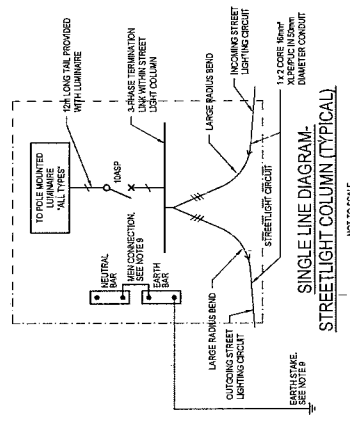 TO POLE MOUNTED
LUMINAIRE
"ALL TYPES"
12m LONG TAIL PROVIDED
WITH LUMINAIRE
10ASP
3-PHASE TERMINATION
LINK WITHIN STREET
LIGHT COLUMN
NEUTRAL
BAR
MEN CONNECTION.
SEE NOTE 9
EARTH
BAR
LARGE RADIUS BEND
LARGE RADIUS BEND
INCOMING STREET
LIGHTING CIRCUIT
OUTGOING STREET
LIGHTING CIRCUIT
STREETLIGHT CIRCUIT
1 x 2 CORE 16mm²
XLPE/PVC IN 50mm
DIAMETER CONDUIT
EARTH STAKE.
SEE NOTE 9
SINGLE LINE DIAGRAM-
STREETLIGHT COLUMN (TYPICAL)
NOT TO SCALE